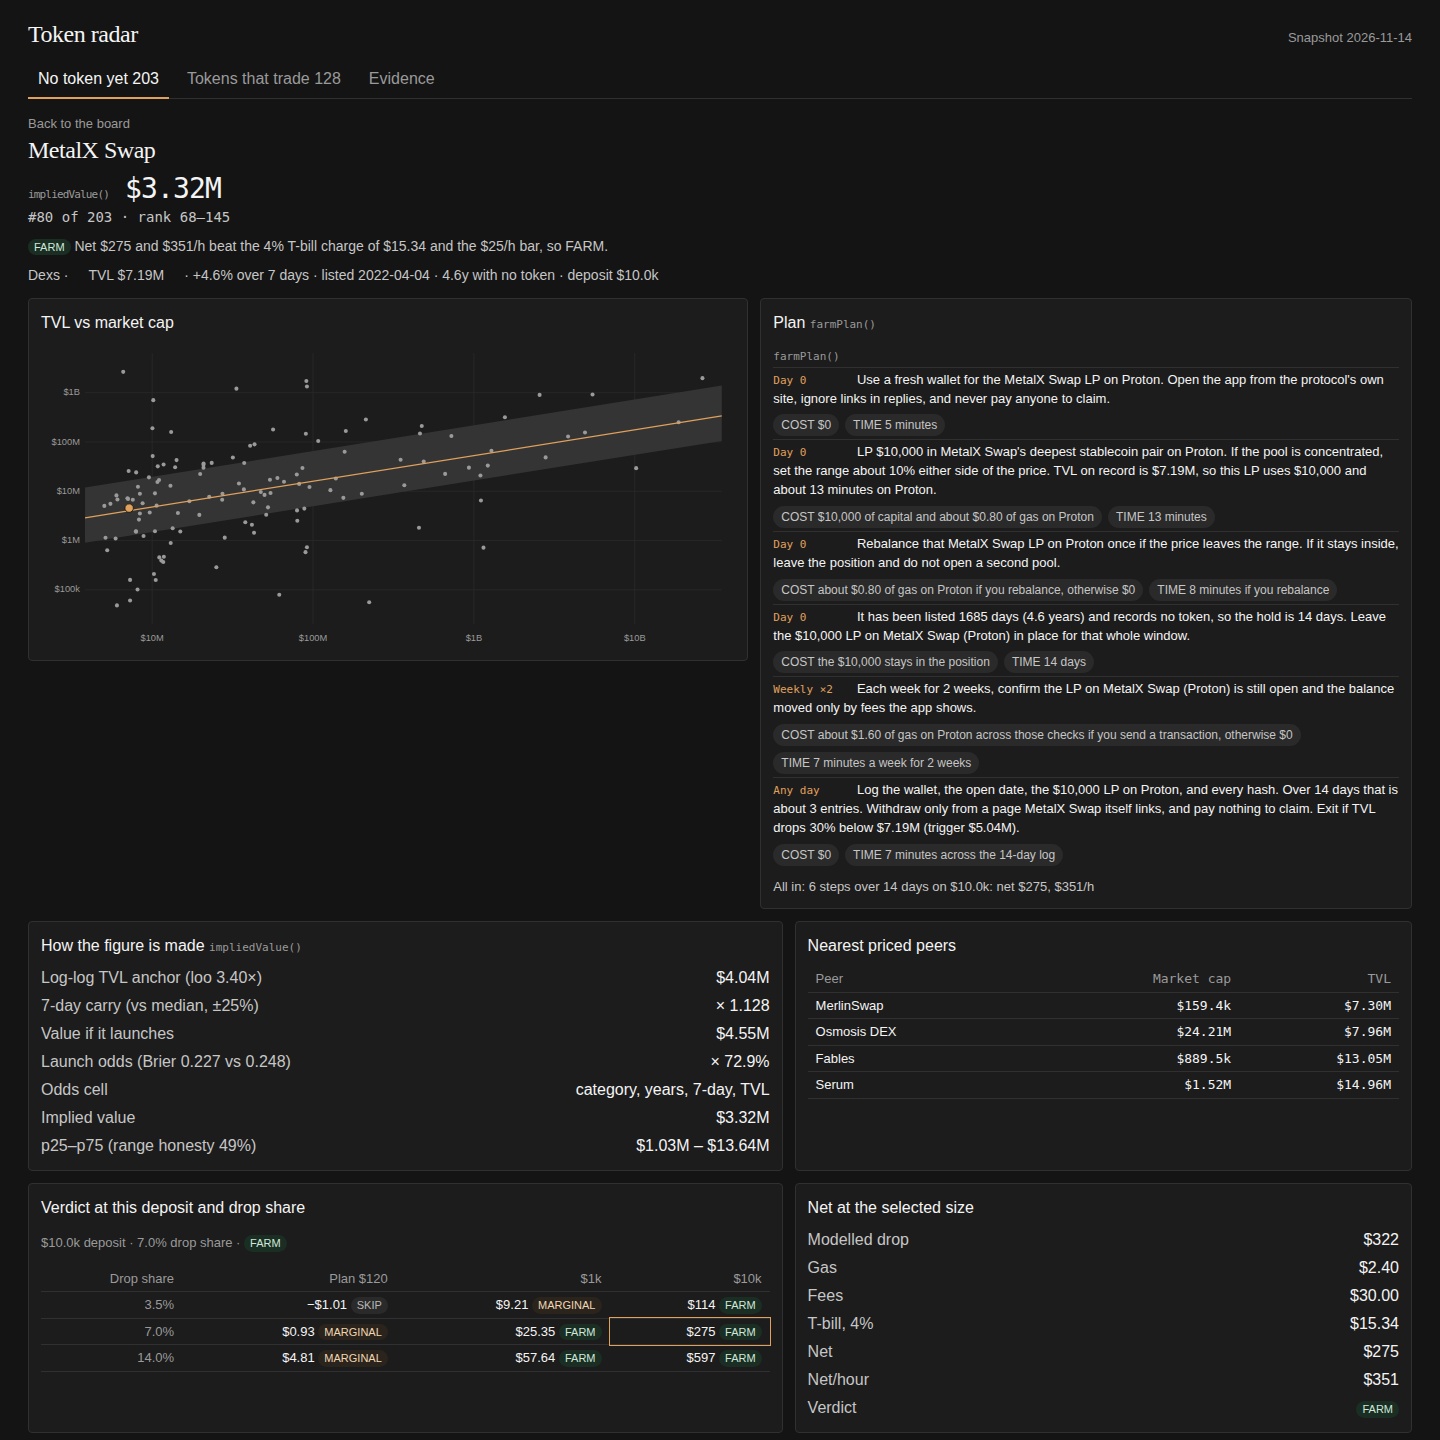 Token radar
Snapshot 2026-11-14
No token yet 203
Tokens that trade 128
Evidence
Back to the board
MetalX Swap
impliedValue() $3.32M
#80 of 203 · rank 68–145
FARM Net $275 and $351/h beat the 4% T-bill charge of $15.34 and the $25/h bar, so FARM.
Dexs · TVL $7.19M · +4.6% over 7 days · listed 2022-04-04 · 4.6y with no token · deposit $10.0k
TVL vs market cap
$1B
$100M
$10M
$1M
$100k
$10M $100M $1B $10B
Plan farmPlan()
farmPlan()
Day 0 Use a fresh wallet for the MetalX Swap LP on Proton. Open the app from the protocol's own
site, ignore links in replies, and never pay anyone to claim.
COST $0 TIME 5 minutes
Day 0 LP $10,000 in MetalX Swap's deepest stablecoin pair on Proton. If the pool is concentrated,
set the range about 10% either side of the price. TVL on record is $7.19M, so this LP uses $10,000 and
about 13 minutes on Proton.
COST $10,000 of capital and about $0.80 of gas on Proton TIME 13 minutes
Day 0 Rebalance that MetalX Swap LP on Proton once if the price leaves the range. If it stays inside,
leave the position and do not open a second pool.
COST about $0.80 of gas on Proton if you rebalance, otherwise $0 TIME 8 minutes if you rebalance
Day 0 It has been listed 1685 days (4.6 years) and records no token, so the hold is 14 days. Leave
the $10,000 LP on MetalX Swap (Proton) in place for that whole window.
COST the $10,000 stays in the position TIME 14 days
Weekly ×2 Each week for 2 weeks, confirm the LP on MetalX Swap (Proton) is still open and the balance
moved only by fees the app shows.
COST about $1.60 of gas on Proton across those checks if you send a transaction, otherwise $0
TIME 7 minutes a week for 2 weeks
Any day Log the wallet, the open date, the $10,000 LP on Proton, and every hash. Over 14 days that is
about 3 entries. Withdraw only from a page MetalX Swap itself links, and pay nothing to claim. Exit if TVL
drops 30% below $7.19M (trigger $5.04M).
COST $0 TIME 7 minutes across the 14-day log
All in: 6 steps over 14 days on $10.0k: net $275, $351/h
How the figure is made impliedValue()
Log-log TVL anchor (loo 3.40×) $4.04M
7-day carry (vs median, ±25%) × 1.128
Value if it launches $4.55M
Launch odds (Brier 0.227 vs 0.248) × 72.9%
Odds cell category, years, 7-day, TVL
Implied value $3.32M
p25–p75 (range honesty 49%) $1.03M – $13.64M
Nearest priced peers
Peer Market cap TVL
MerlinSwap $159.4k $7.30M
Osmosis DEX $24.21M $7.96M
Fables $889.5k $13.05M
Serum $1.52M $14.96M
Verdict at this deposit and drop share
$10.0k deposit · 7.0% drop share · FARM
Drop share Plan $120 $1k $10k
3.5% −$1.01 SKIP $9.21 MARGINAL $114 FARM
7.0% $0.93 MARGINAL $25.35 FARM $275 FARM
14.0% $4.81 MARGINAL $57.64 FARM $597 FARM
Net at the selected size
Modelled drop $322
Gas $2.40
Fees $30.00
T-bill, 4% $15.34
Net $275
Net/hour $351
Verdict FARM